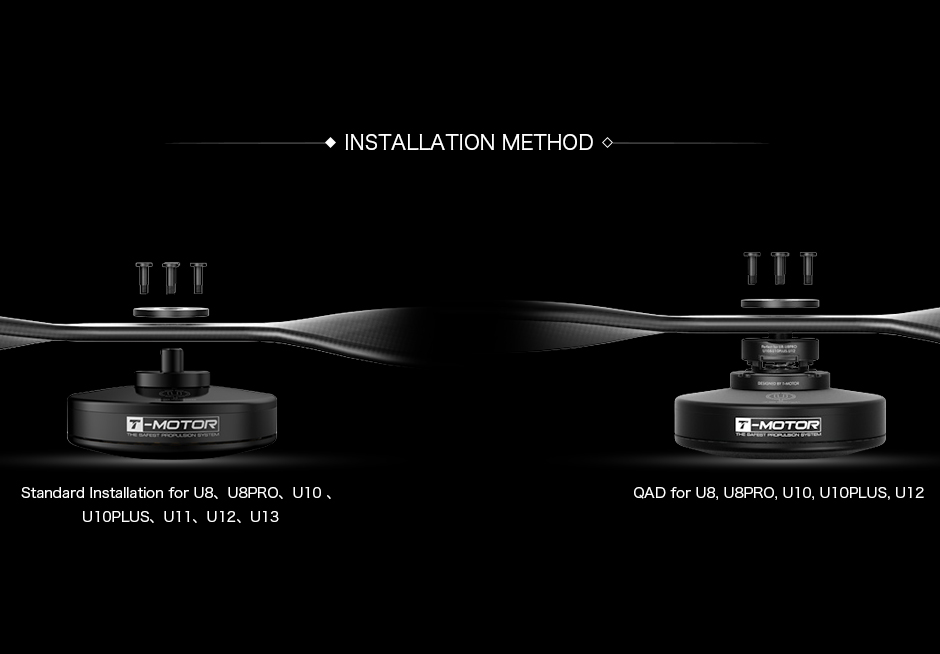 INSTALLATION METHOD
T-MOTOR
THE SAFEST PROPULSION SYSTEM
Standard Installation for U8、U8PRO、U10 、
U10PLUS、U11、U12、U13
DESIGNED BY T-MOTOR
T-MOTOR
THE SAFEST PROPULSION SYSTEM
QAD for U8, U8PRO, U10, U10PLUS, U12